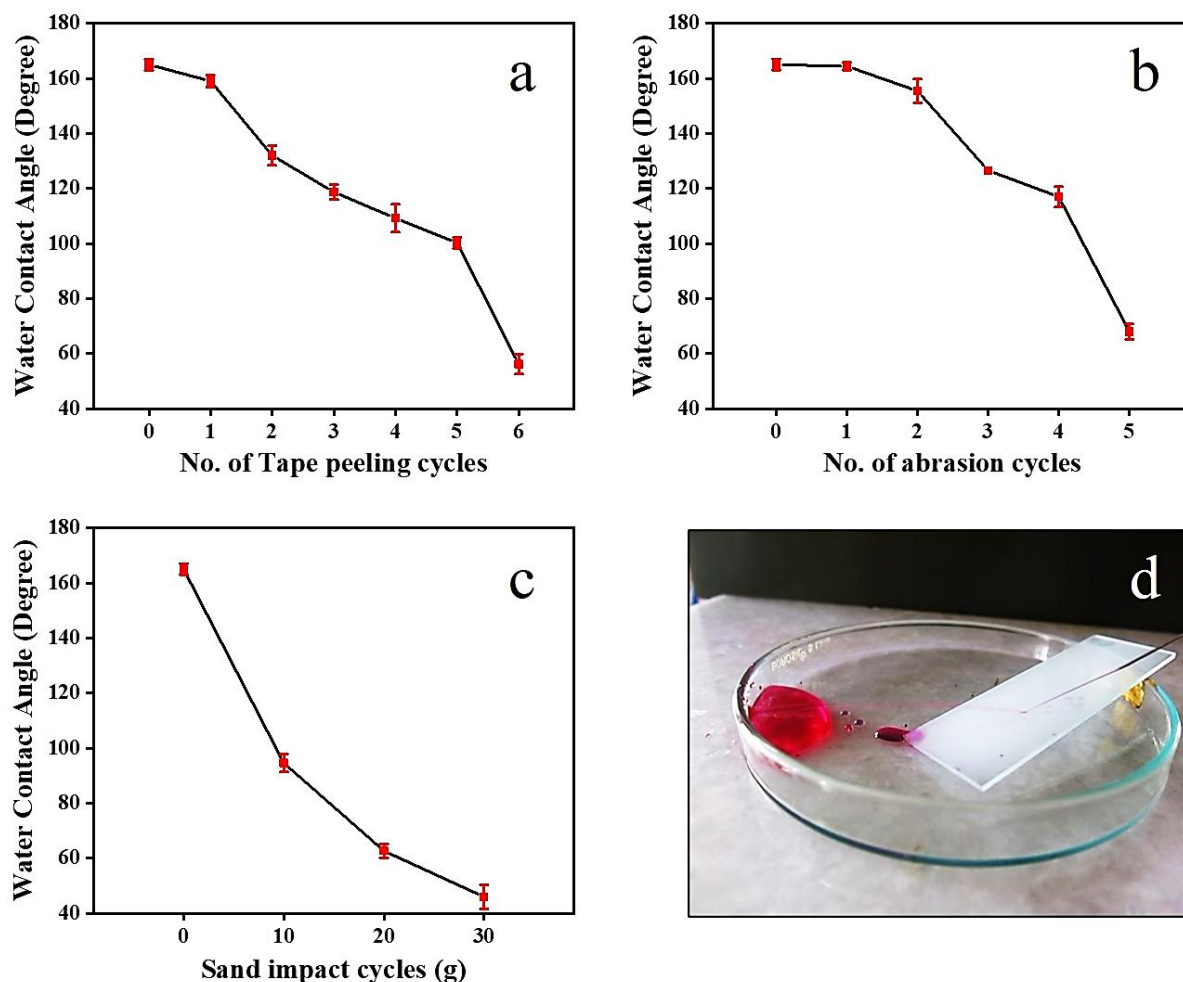 180
160
140
120
100
80
60
40
Water Contact Angle (Degree)
a
0 1 2 3 4 5 6
No. of Tape peeling cycles
180
160
140
120
100
80
60
40
Water Contact Angle (Degree)
b
0 1 2 3 4 5
No. of abrasion cycles
180
160
140
120
100
80
60
40
Water Contact Angle (Degree)
c
0 10 20 30
Sand impact cycles (g)
d